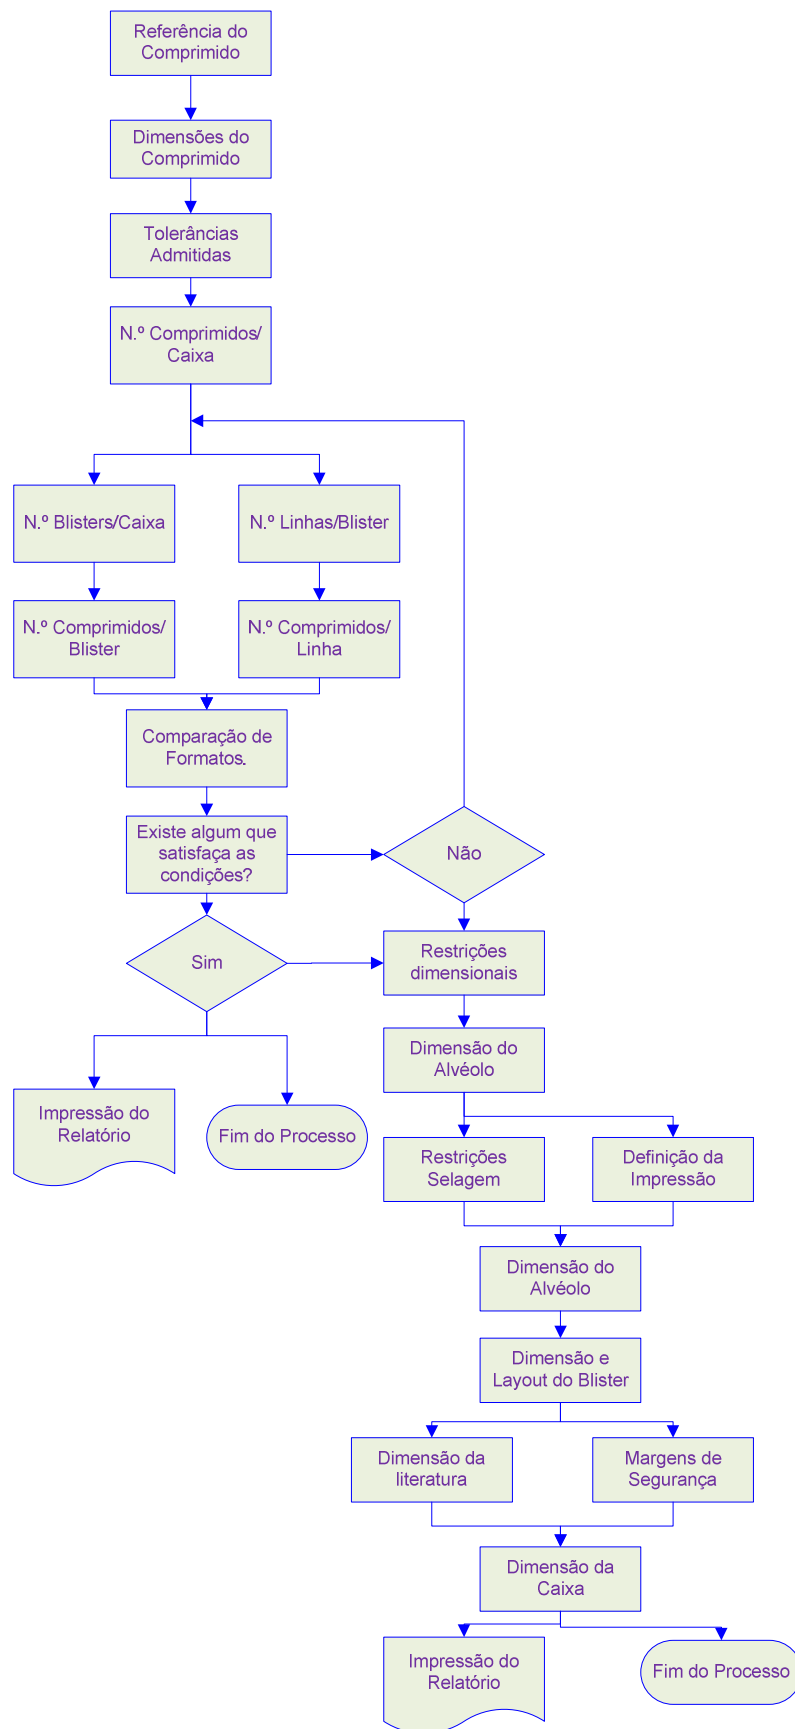 Referência do
Comprimido
Dimensões do
Comprimido
Tolerâncias
Admitidas
N.º Comprimidos/
Caixa
N.º Blisters/Caixa
N.º Linhas/Blister
N.º Comprimidos/
Blister
N.º Comprimidos/
Linha
Comparação de
Formatos.
Existe algum que
satisfaça as
condições?
Não
Sim
Restrições
dimensionais
Dimensão do
Alvéolo
Impressão do
Relatório
Fim do Processo
Restrições
Selagem
Definição da
Impressão
Dimensão do
Alvéolo
Dimensão e
Layout do Blister
Dimensão da
literatura
Margens de
Segurança
Dimensão da
Caixa
Impressão do
Relatório
Fim do Processo